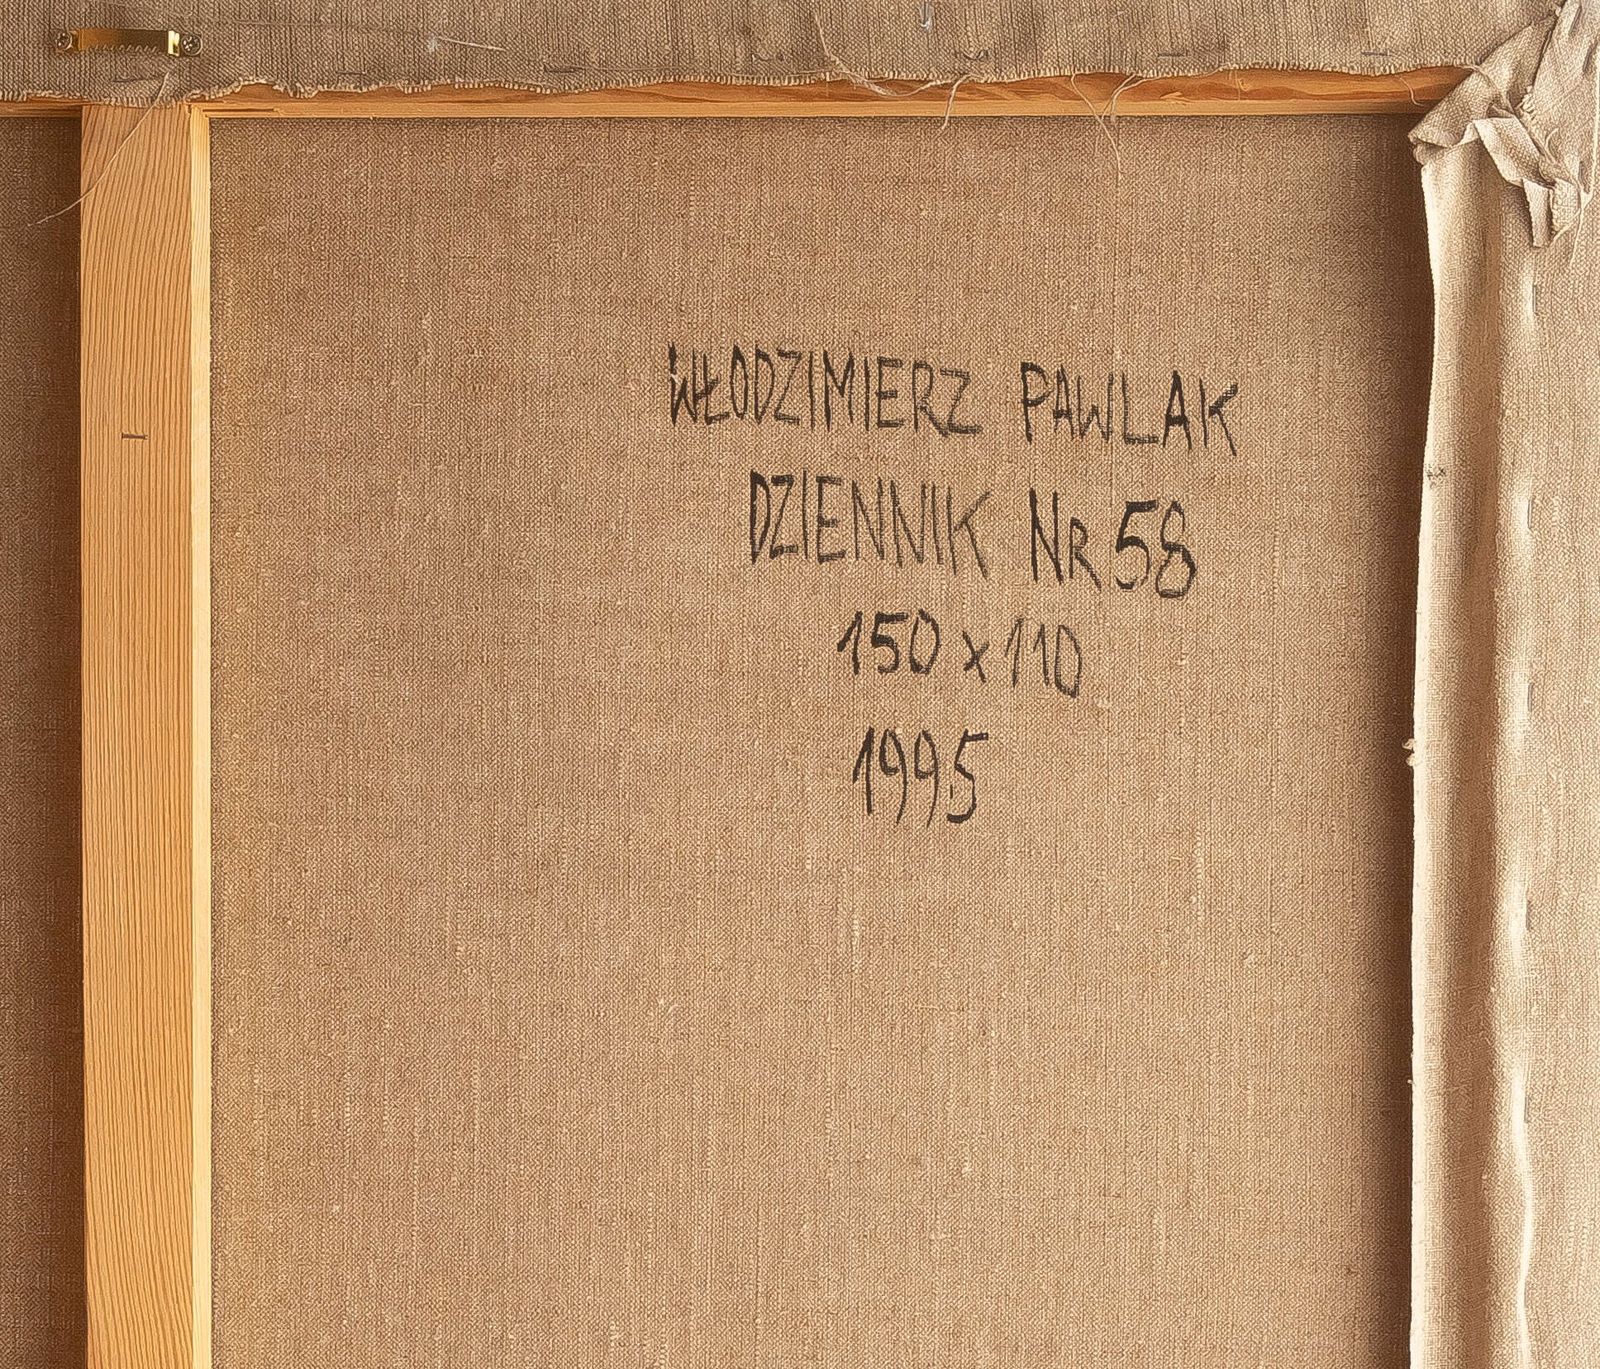 WŁODZIMIERZ PAWLAK
DZIENNIK NR 58
150 x 110
1995